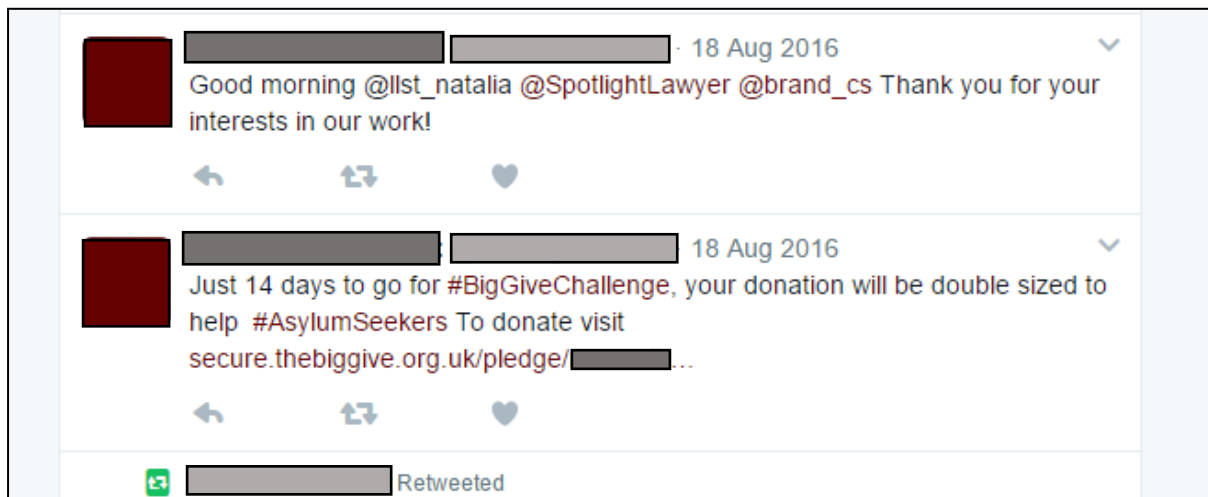 · 18 Aug 2016
Good morning @llst_natalia @SpotlightLawyer @brand_cs Thank you for your
interests in our work!
18 Aug 2016
Just 14 days to go for #BigGiveChallenge, your donation will be double sized to
help #AsylumSeekers To donate visit
secure.thebiggive.org.uk/pledge/ ...
Retweeted